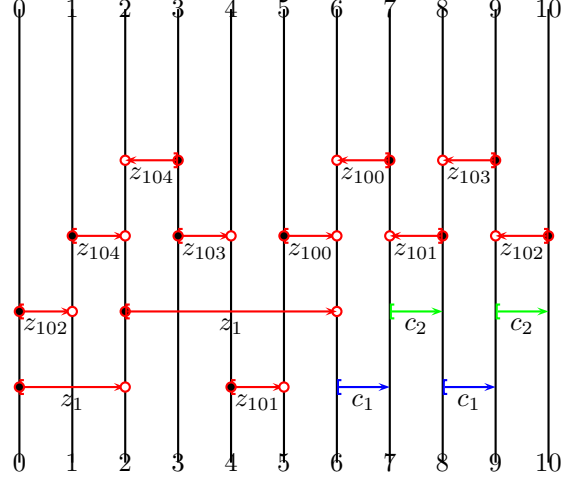 0 1 2 3 4 5 6 7 8 9 10
z₁₀₄ z₁₀₀ z₁₀₃
z₁₀₄ z₁₀₃ z₁₀₀ z₁₀₁ z₁₀₂
z₁₀₂ z₁ c₂ c₂
z₁ z₁₀₁ c₁ c₁
0 1 2 3 4 5 6 7 8 9 10